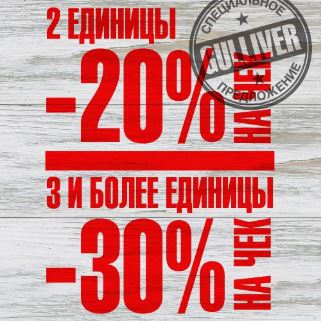 2 ЕДИНИЦЫ
-20%
НА ЧЕК
СПЕЦИАЛЬНОЕ
GULLIVER
ПРЕДЛОЖЕНИЕ
3 И БОЛЕЕ ЕДИНИЦЫ
-30%
НА ЧЕК